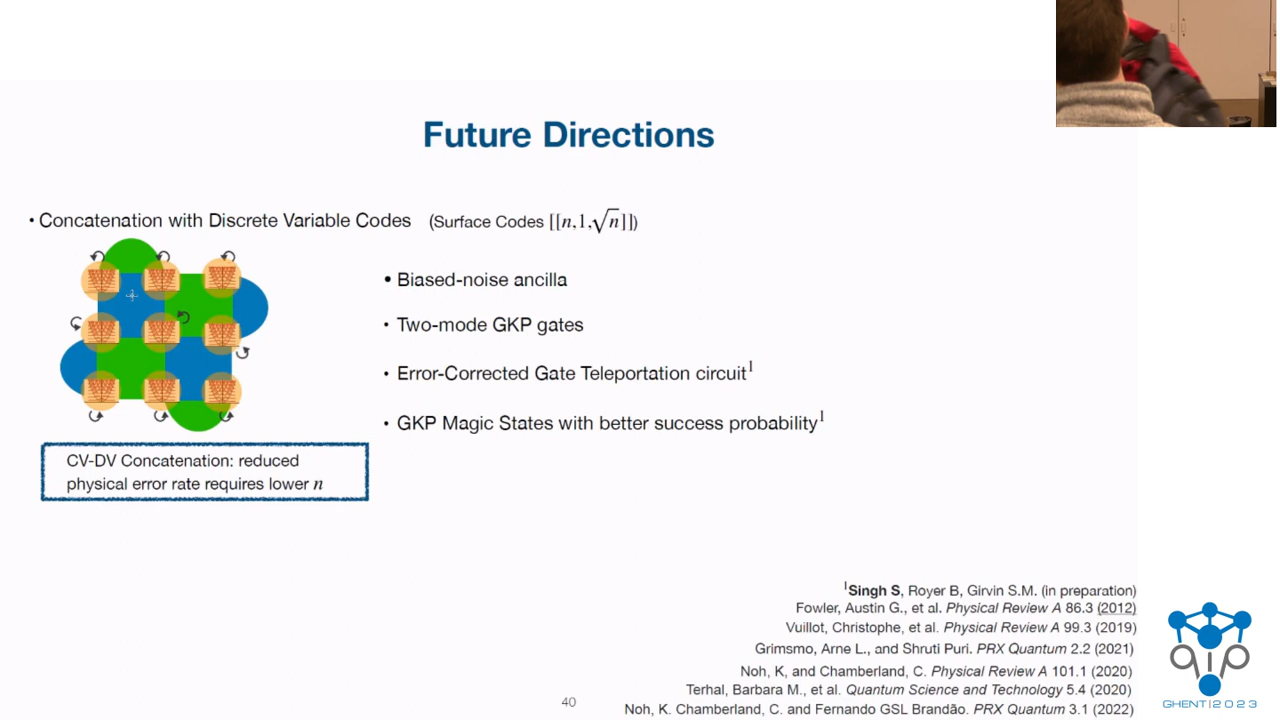 Future Directions
• Concatenation with Discrete Variable Codes (Surface Codes [[n,1,√n]])
• Biased-noise ancilla
• Two-mode GKP gates
• Error-Corrected Gate Teleportation circuit¹
• GKP Magic States with better success probability¹
CV-DV Concatenation: reduced
physical error rate requires lower n
¹Singh S, Royer B, Girvin S.M. (in preparation)
Fowler, Austin G., et al. Physical Review A 86.3 (2012)
Vuillot, Christophe, et al. Physical Review A 99.3 (2019)
Grimsmo, Arne L., and Shruti Puri. PRX Quantum 2.2 (2021)
Noh, K, and Chamberland, C. Physical Review A 101.1 (2020)
Terhal, Barbara M., et al. Quantum Science and Technology 5.4 (2020)
Noh, K. Chamberland, C. and Fernando GSL Brandão. PRX Quantum 3.1 (2022)
40
qip
GHENT|2023